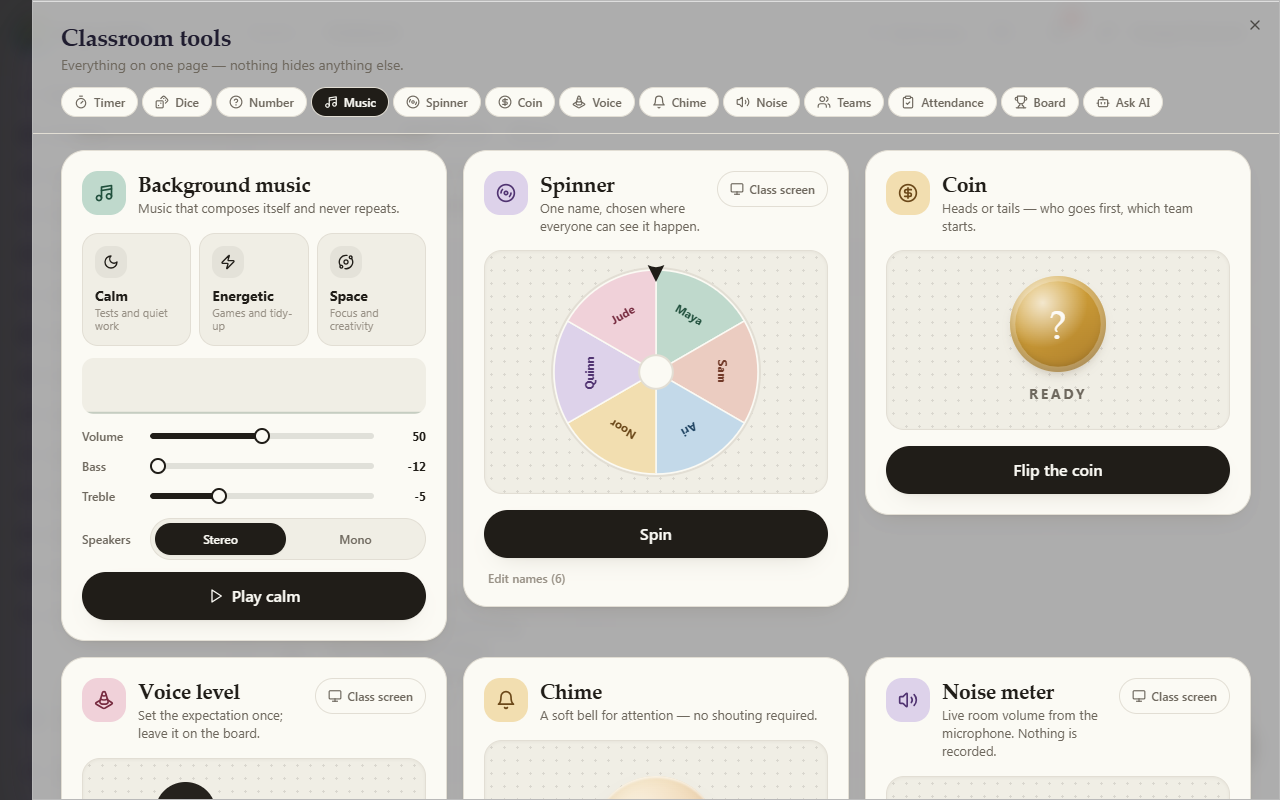 Classroom tools
Everything on one page — nothing hides anything else.
Timer
Dice
Number
Music
Spinner
Coin
Voice
Chime
Noise
Teams
Attendance
Board
Ask AI
Background music
Music that composes itself and never repeats.
Calm
Tests and quiet
work
Energetic
Games and tidy-
up
Space
Focus and
creativity
Volume 50
Bass -12
Treble -5
Speakers Stereo Mono
Play calm
Spinner
Class screen
One name, chosen where
everyone can see it happen.
Maya
Sam
Ari
Noor
Quinn
Jude
Spin
Edit names (6)
Coin
Heads or tails — who goes first, which team
starts.
?
READY
Flip the coin
Voice level
Class screen
Set the expectation once;
leave it on the board.
Chime
A soft bell for attention — no shouting required.
Noise meter
Class screen
Live room volume from the
microphone. Nothing is
recorded.